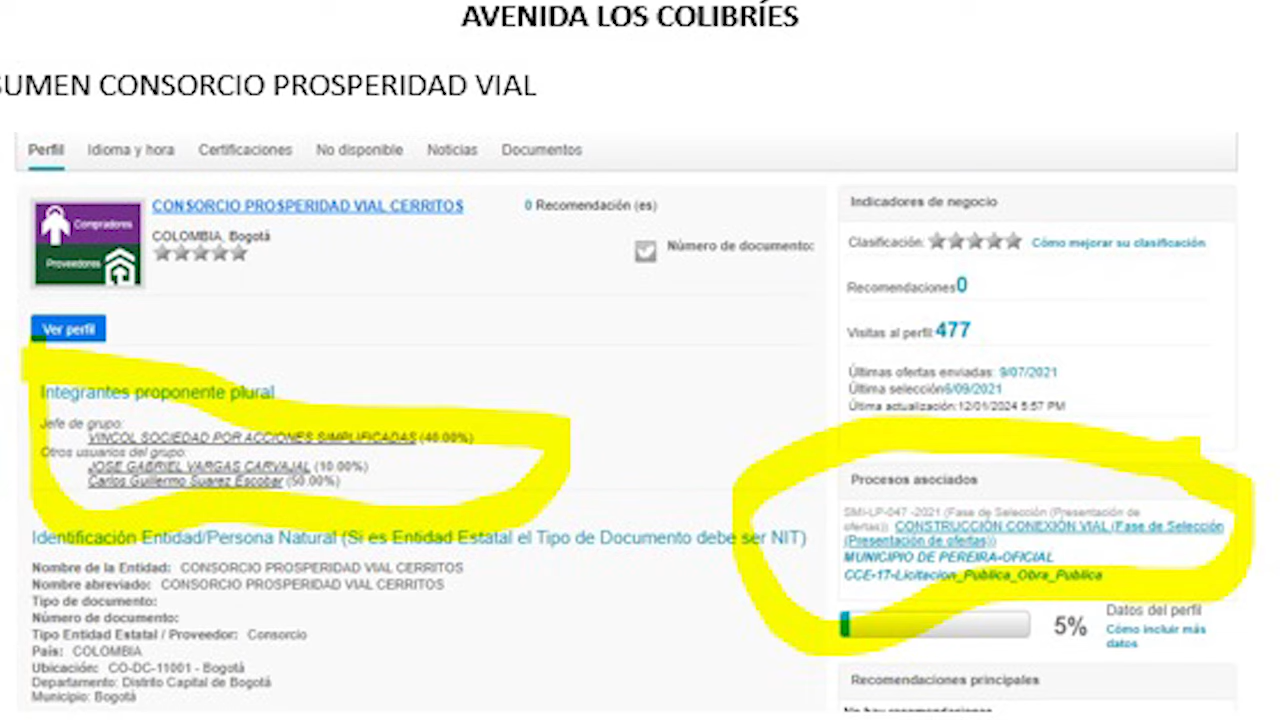 AVENIDA LOS COLIBRÍES
SUMEN CONSORCIO PROSPERIDAD VIAL
Perfil Idioma y hora Certificaciones No disponible Noticias Documentos
Compradores
Proveedores
CONSORCIO PROSPERIDAD VIAL CERRITOS
COLOMBIA, Bogotá
0 Recomendación (es)
Número de documento:
Ver perfil
Integrantes proponente plural
Jefe de grupo:
VINCOL SOCIEDAD POR ACCIONES SIMPLIFICADAS (40.00%)
Otros usuarios del grupo:
JOSE GABRIEL VARGAS CARVAJAL (10.00%)
Carlos Guillermo Suarez Escobar (50.00%)
Identificación Entidad/Persona Natural (Si es Entidad Estatal el Tipo de Documento debe ser NIT)
Nombre de la Entidad: CONSORCIO PROSPERIDAD VIAL CERRITOS
Nombre abreviado: CONSORCIO PROSPERIDAD VIAL CERRITOS
Tipo de documento:
Número de documento:
Tipo Entidad Estatal / Proveedor: Consorcio
País: COLOMBIA
Ubicación: CO-DC-11001 - Bogotá
Departamento: Distrito Capital de Bogotá
Municipio: Bogotá
Indicadores de negocio
Clasificación: Cómo mejorar su clasificación
Recomendaciones 0
Visitas al perfil: 477
Últimas ofertas enviadas: 9/07/2021
Última selección 6/09/2021
Última actualización: 12/01/2024 5:57 PM
Procesos asociados
SMI-LP-047 -2021 (Fase de Selección (Presentación de
ofertas)) CONSTRUCCIÓN CONEXIÓN VIAL (Fase de Selección
(Presentación de ofertas))
MUNICIPIO DE PEREIRA-OFICIAL
CCE-17-Licitacion_Publica_Obra_Publica
5% Datos del perfil
Cómo incluir más
datos
Recomendaciones principales
No hay recomendaciones